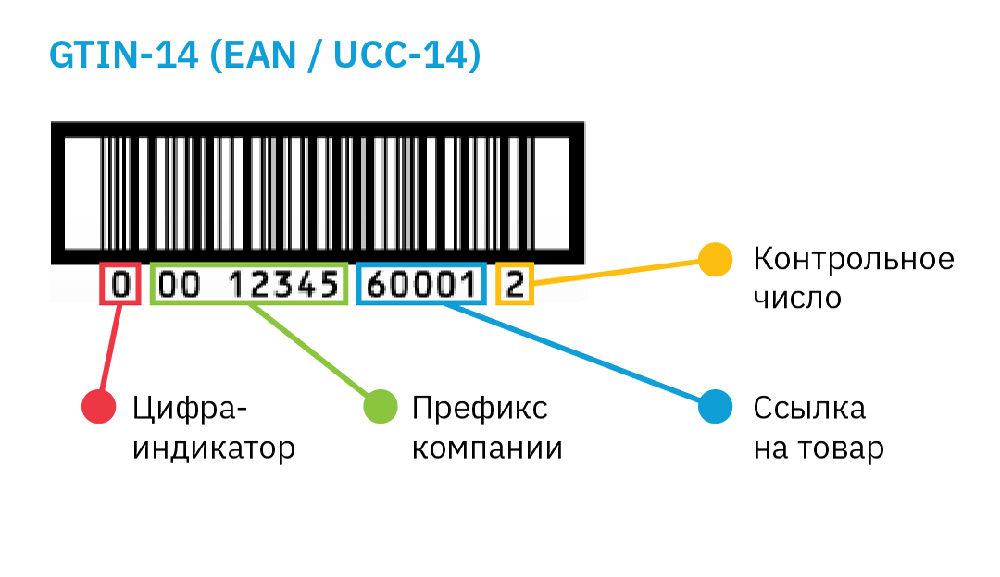 GTIN-14 (EAN / UCC-14)
0 00 12345 60001 2
Контрольное
число
Цифра-
индикатор
Префикс
компании
Ссылка
на товар